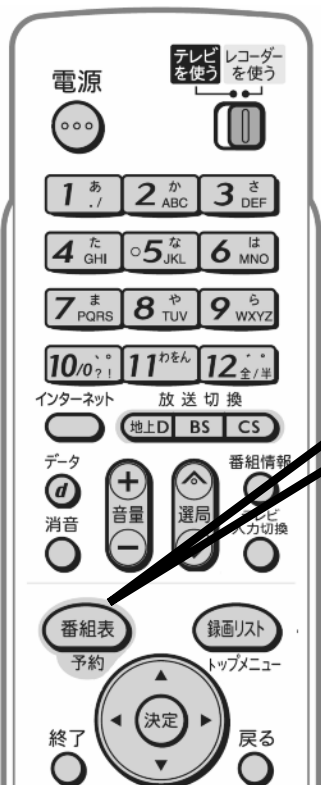 テレビ を使う
レコーダー を使う
電源
1 あ ./
2 か ABC
3 さ DEF
4 た GHI
5 な JKL
6 は MNO
7 ま PQRS
8 や TUV
9 ら WXYZ
10/0 、。?!
11 わをん
12 ゛゜全/半
インターネット
放送切換
地上D
BS
CS
データ
d
消音
+
音量
−
選局
番組情報
テレビ
入力切換
番組表
予約
録画リスト
トップメニュー
決定
終了
戻る